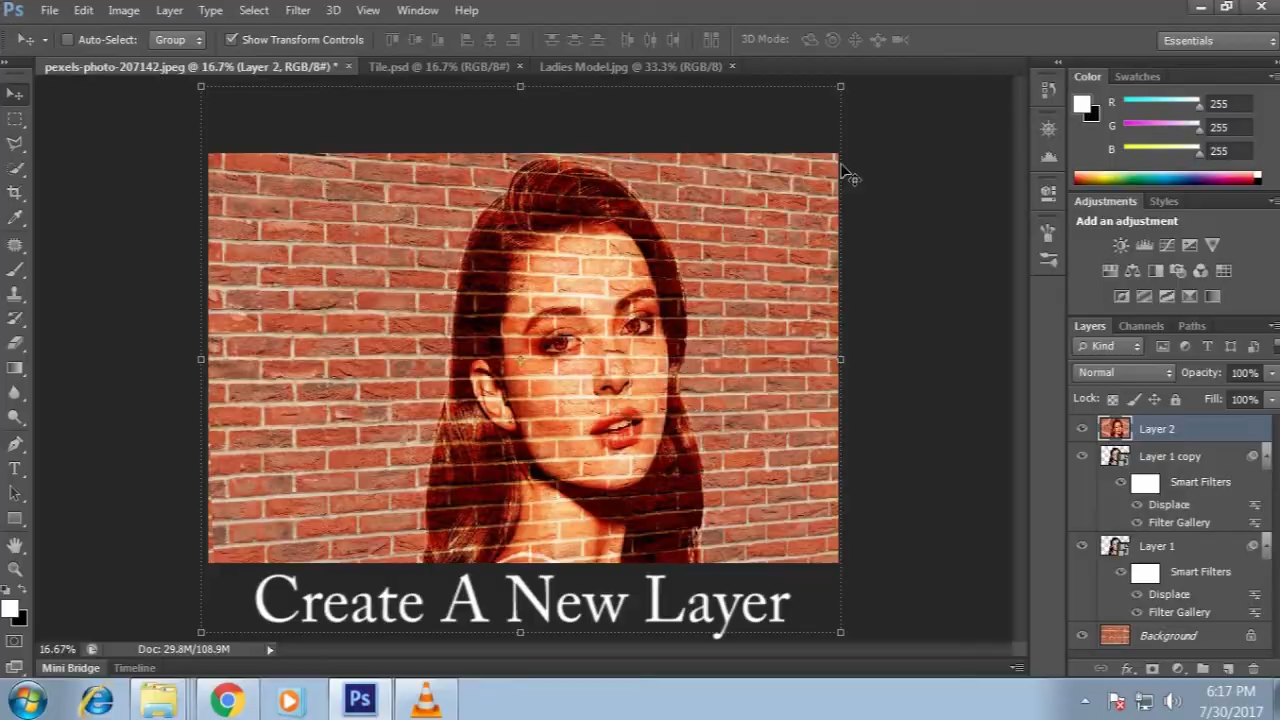 Ps File Edit Image Layer Type Select Filter 3D View Window Help
Auto-Select: Group Show Transform Controls 3D Mode: Essentials
pexels-photo-207142.jpeg @ 16.7% (Layer 2, RGB/8#) * × Tile.psd @ 16.7% (RGB/8#) × Ladies Model.jpg @ 33.3% (RGB/8) ×
Color Swatches
R 255
G 255
B 255
Adjustments Styles
Add an adjustment
Layers Channels Paths
Kind
Normal Opacity: 100%
Lock: Fill: 100%
Layer 2
Layer 1 copy
Smart Filters
Displace
Filter Gallery
Layer 1
Smart Filters
Displace
Filter Gallery
Background
Create A New Layer
16.67% Doc: 29.8M/108.9M
Mini Bridge Timeline
Ps
6:17 PM
7/30/2017